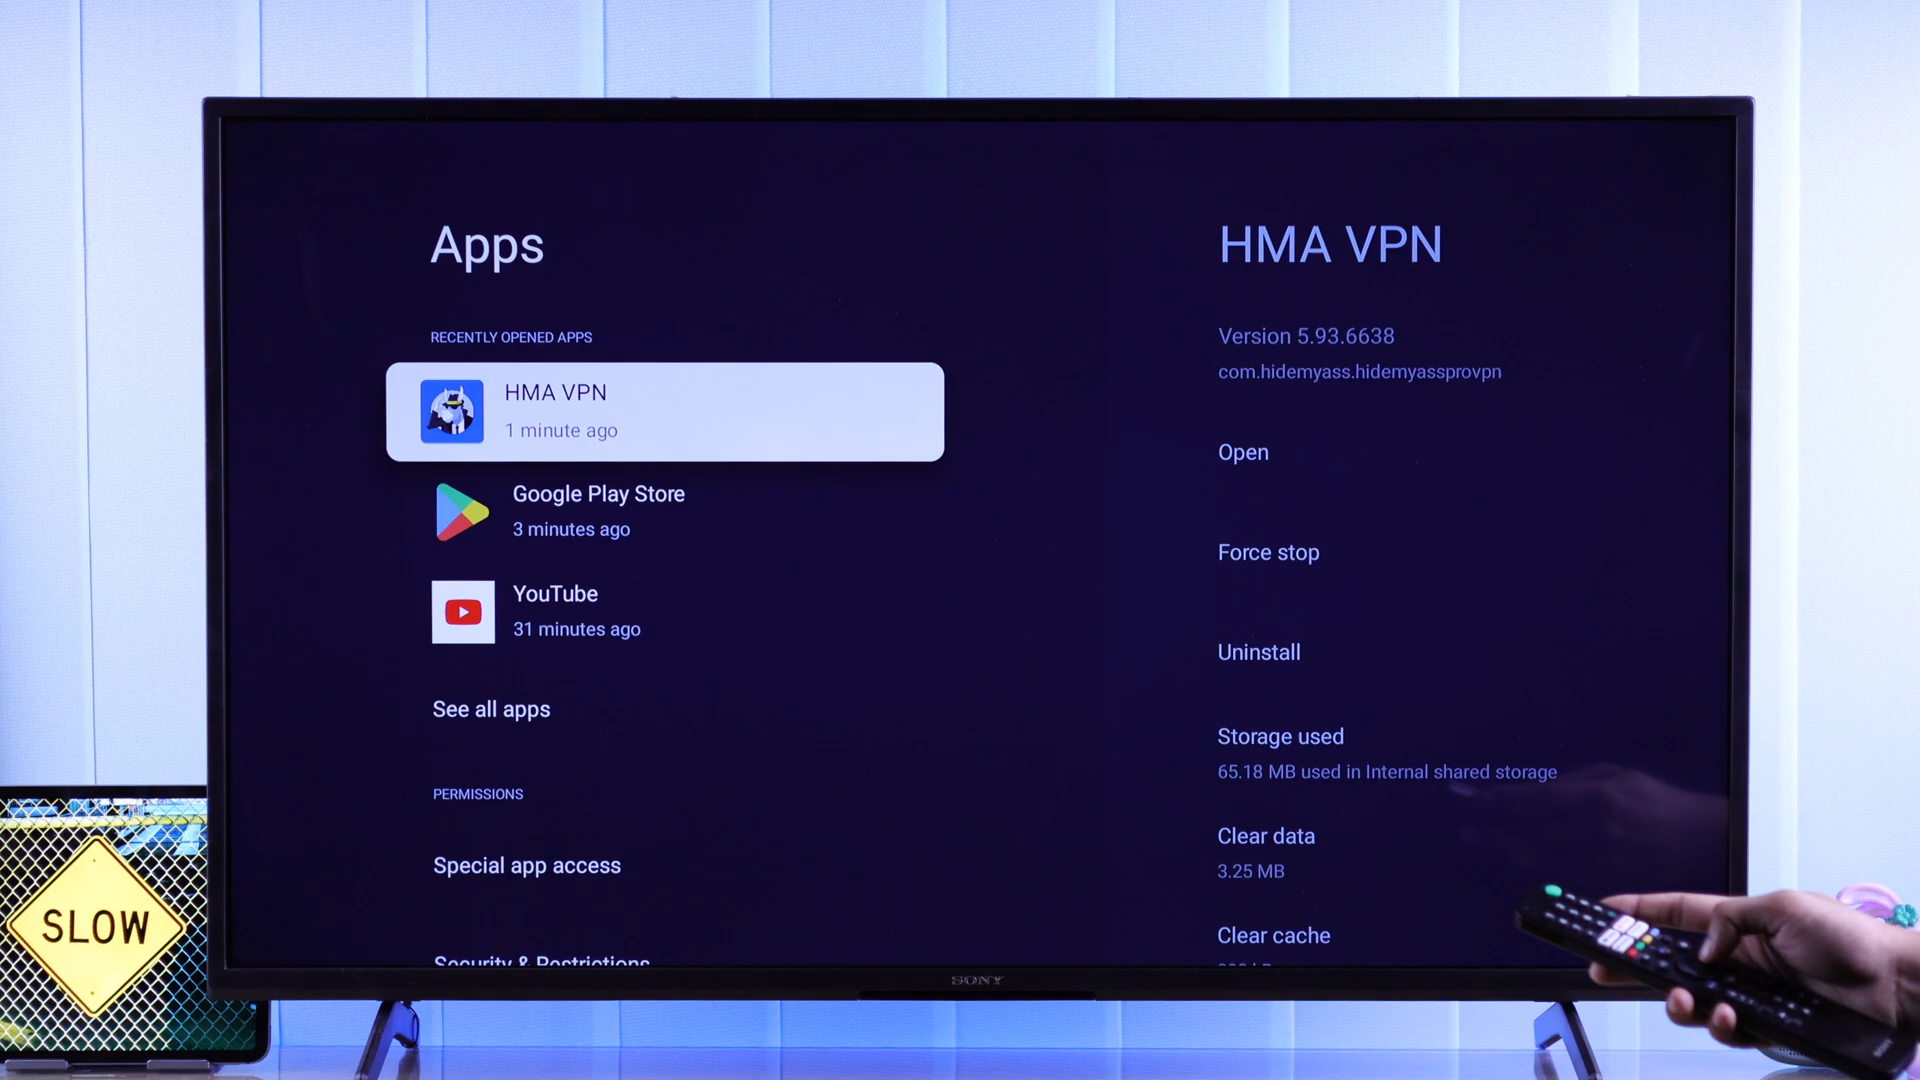 Apps
RECENTLY OPENED APPS
HMA VPN
1 minute ago
Google Play Store
3 minutes ago
YouTube
31 minutes ago
See all apps
PERMISSIONS
Special app access
Security & Restrictions
HMA VPN
Version 5.93.6638
com.hidemyass.hidemyassprovpn
Open
Force stop
Uninstall
Storage used
65.18 MB used in Internal shared storage
Clear data
3.25 MB
Clear cache
SONY
SLOW